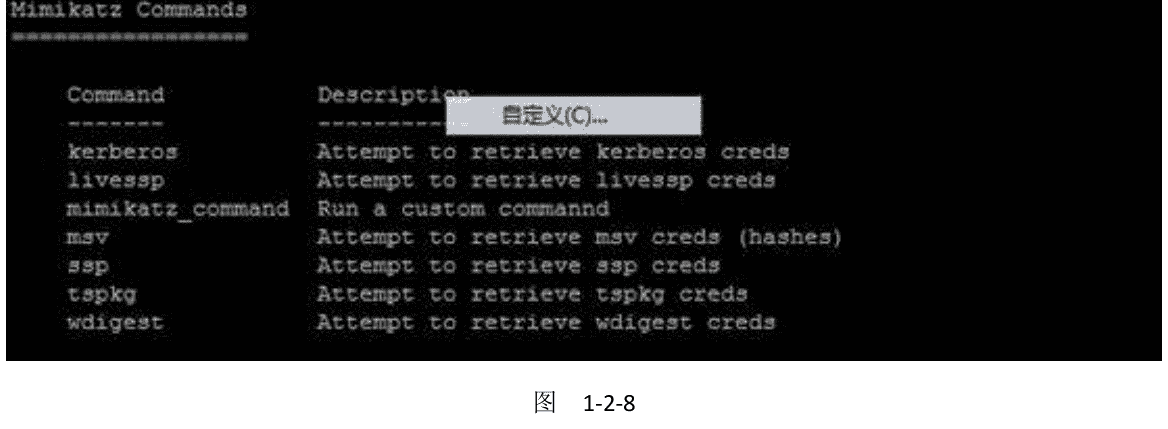 Mimikatz Commands
==================
Command Description
------- -----------
自定义(C)...
kerberos Attempt to retrieve kerberos creds
livessp Attempt to retrieve livessp creds
mimikatz_command Run a custom commannd
msv Attempt to retrieve msv creds (hashes)
ssp Attempt to retrieve ssp creds
tspkg Attempt to retrieve tspkg creds
wdigest Attempt to retrieve wdigest creds
图 1-2-8